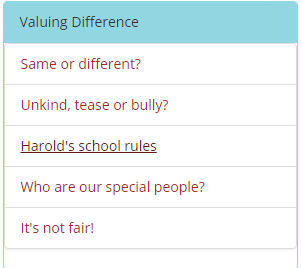 Valuing Difference
Same or different?
Unkind, tease or bully?
Harold's school rules
Who are our special people?
It's not fair!